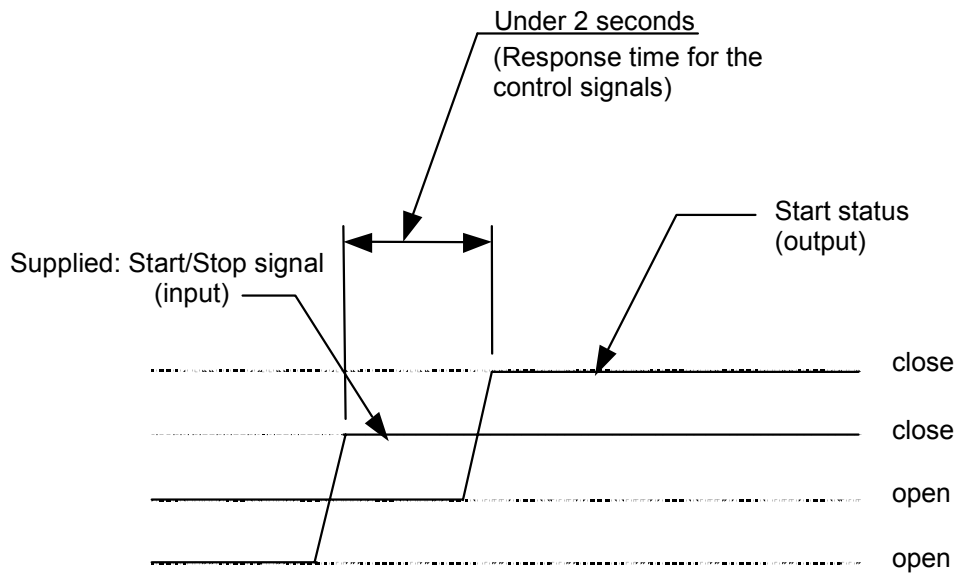 Under 2 seconds
(Response time for the
control signals)
Start status
(output)
Supplied: Start/Stop signal
(input)
close
close
open
open